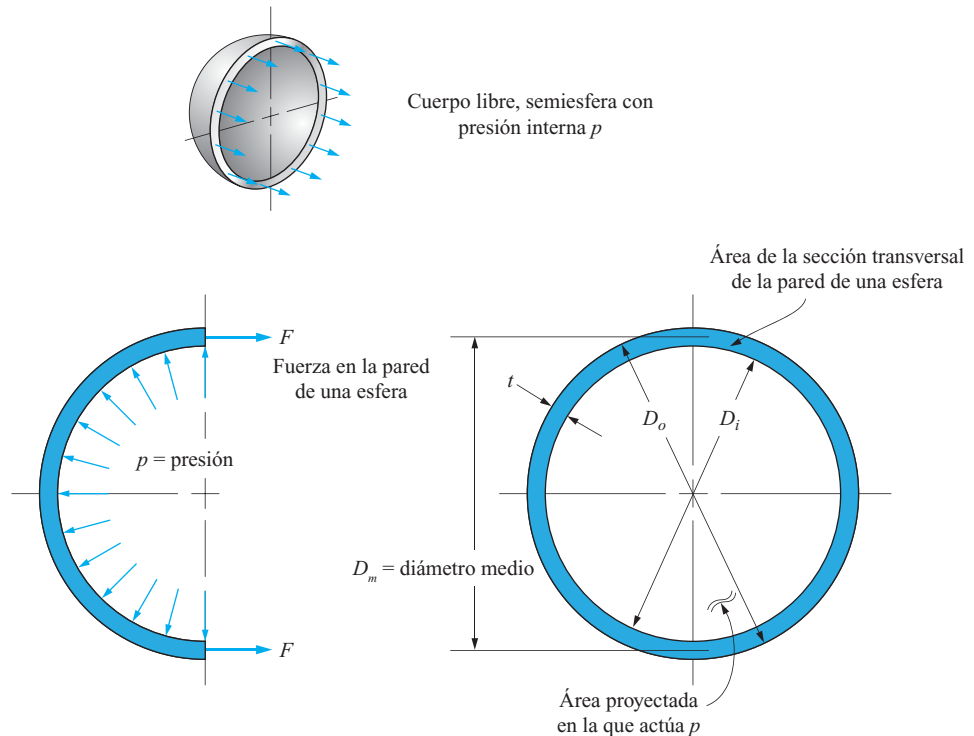 Cuerpo libre, semiesfera con
presión interna p
Área de la sección transversal
de la pared de una esfera
F
Fuerza en la pared
de una esfera
t
D_o
D_i
p = presión
D_m = diámetro medio
F
Área proyectada
en la que actúa p